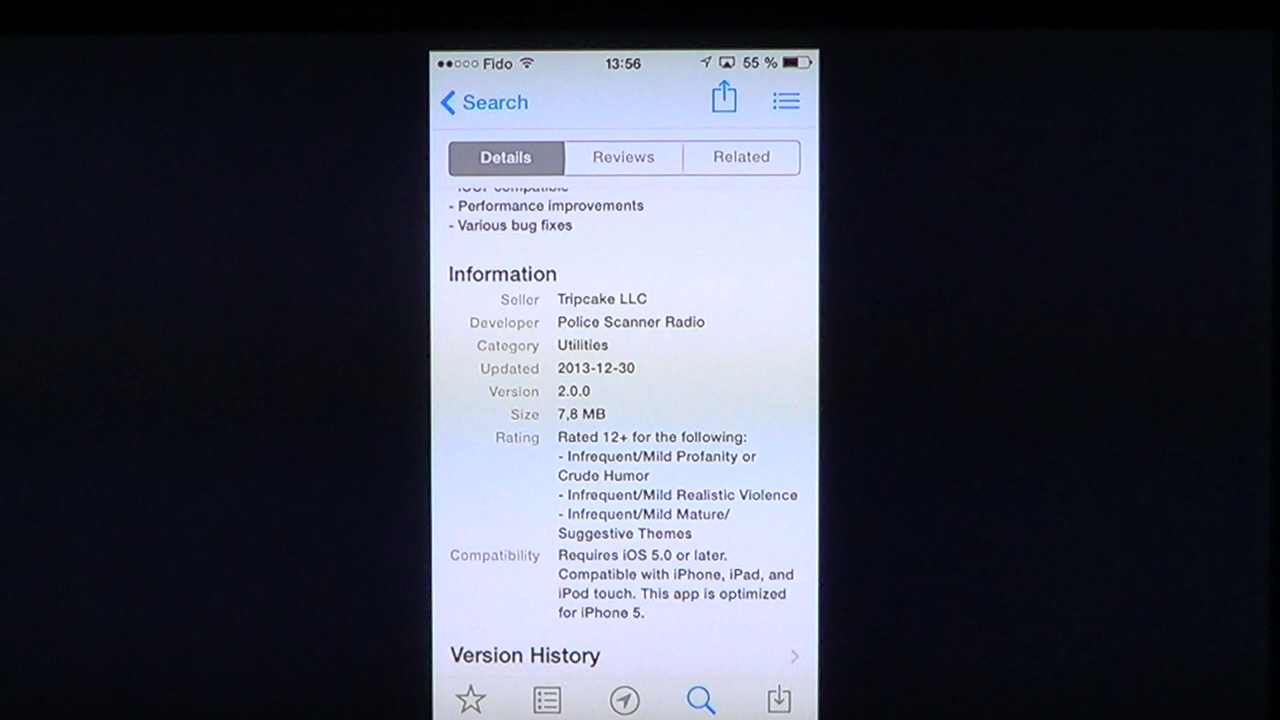 Fido 13:56 55 %
Search
Details Reviews Related
compatible
- Performance improvements
- Various bug fixes
Information
Seller Tripcake LLC
Developer Police Scanner Radio
Category Utilities
Updated 2013-12-30
Version 2.0.0
Size 7,8 MB
Rating Rated 12+ for the following:
- Infrequent/Mild Profanity or
Crude Humor
- Infrequent/Mild Realistic Violence
- Infrequent/Mild Mature/
Suggestive Themes
Compatibility Requires iOS 5.0 or later.
Compatible with iPhone, iPad, and
iPod touch. This app is optimized
for iPhone 5.
Version History